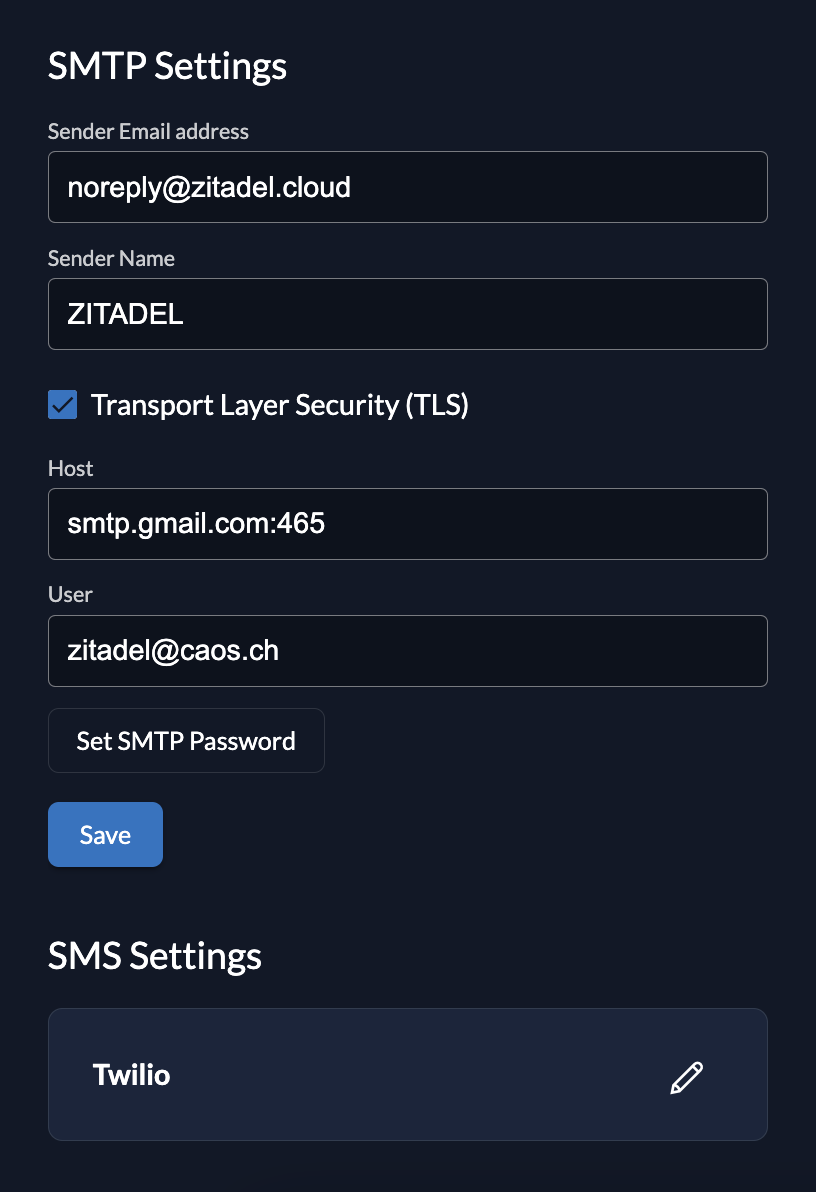 SMTP Settings
Sender Email address
noreply@zitadel.cloud
Sender Name
ZITADEL
Transport Layer Security (TLS)
Host
smtp.gmail.com:465
User
zitadel@caos.ch
Set SMTP Password
Save
SMS Settings
Twilio